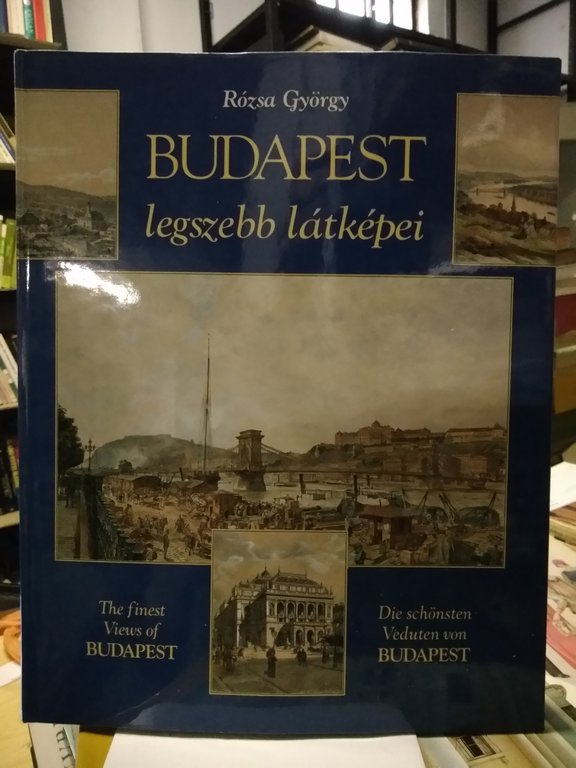 Rózsa György
BUDAPEST
legszebb látképei
The finest
Views of
BUDAPEST
Die schönsten
Veduten von
BUDAPEST